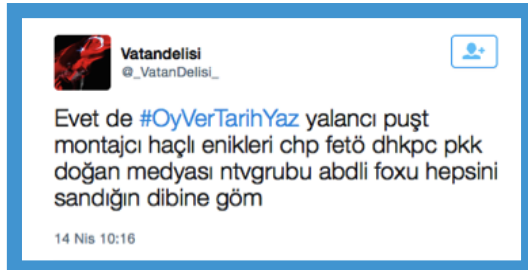 Vatandelisi
@_VatanDelisi_
Evet de #OyVerTarihYaz yalancı puşt
montajcı haçlı enikleri chp fetö dhkpc pkk
doğan medyası ntvgrubu abdli foxu hepsini
sandığın dibine göm
14 Nis 10:16